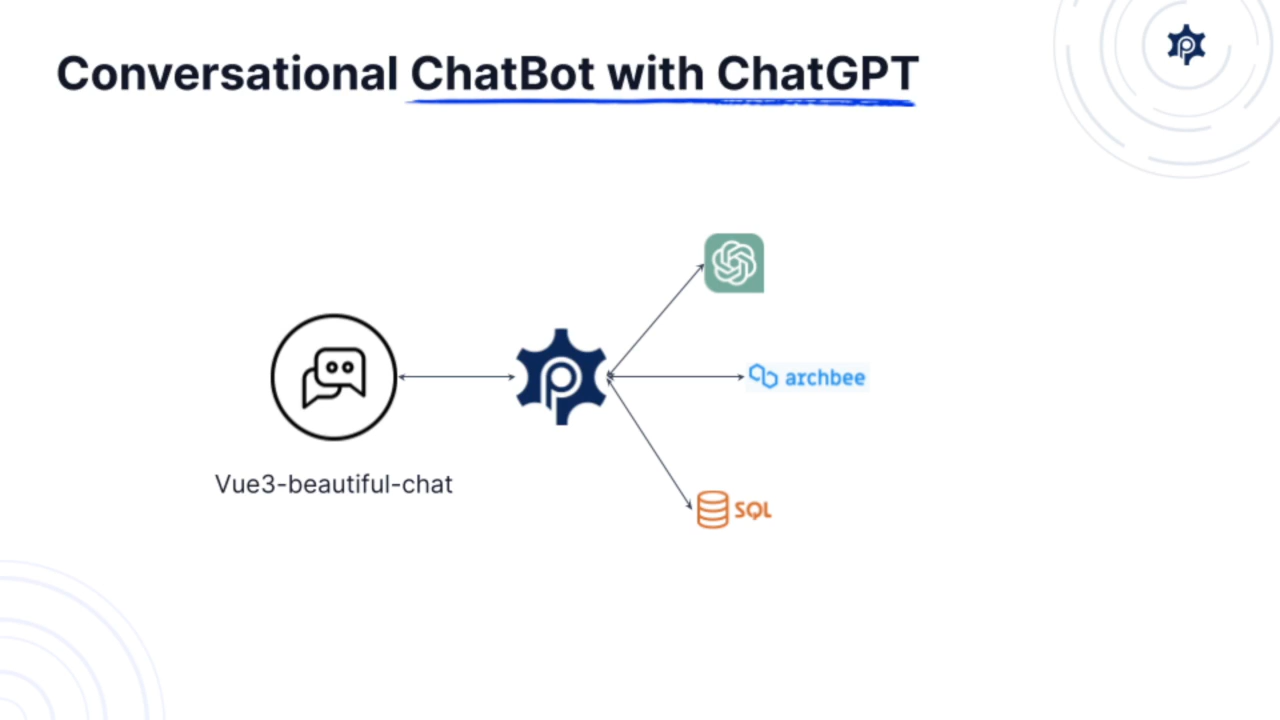 Conversational ChatBot with ChatGPT
archbee
Vue3-beautiful-chat
SQL